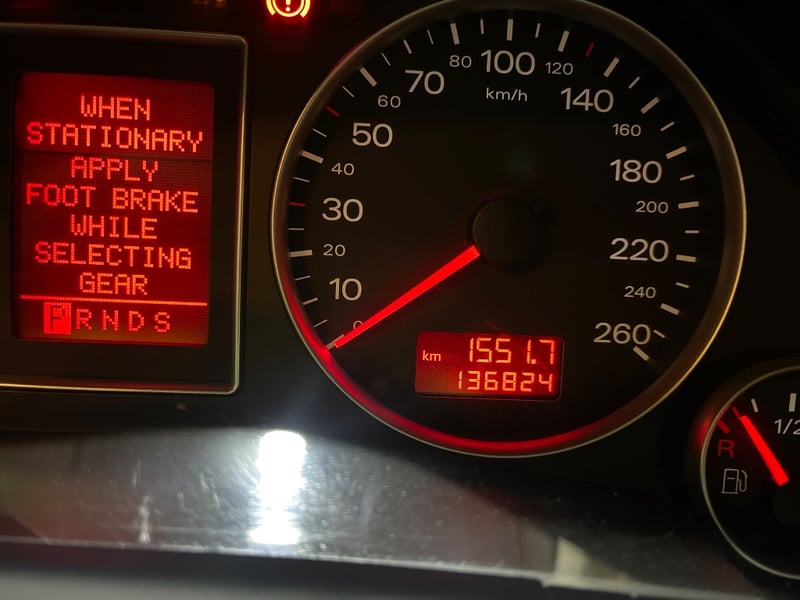 WHEN
STATIONARY
APPLY
FOOT BRAKE
WHILE
SELECTING
GEAR
P R N D S
0
10
20
30
40
50
60
70
80
100
120
140
160
180
200
220
240
260
km/h
km 1551.7
136824
R
1/2